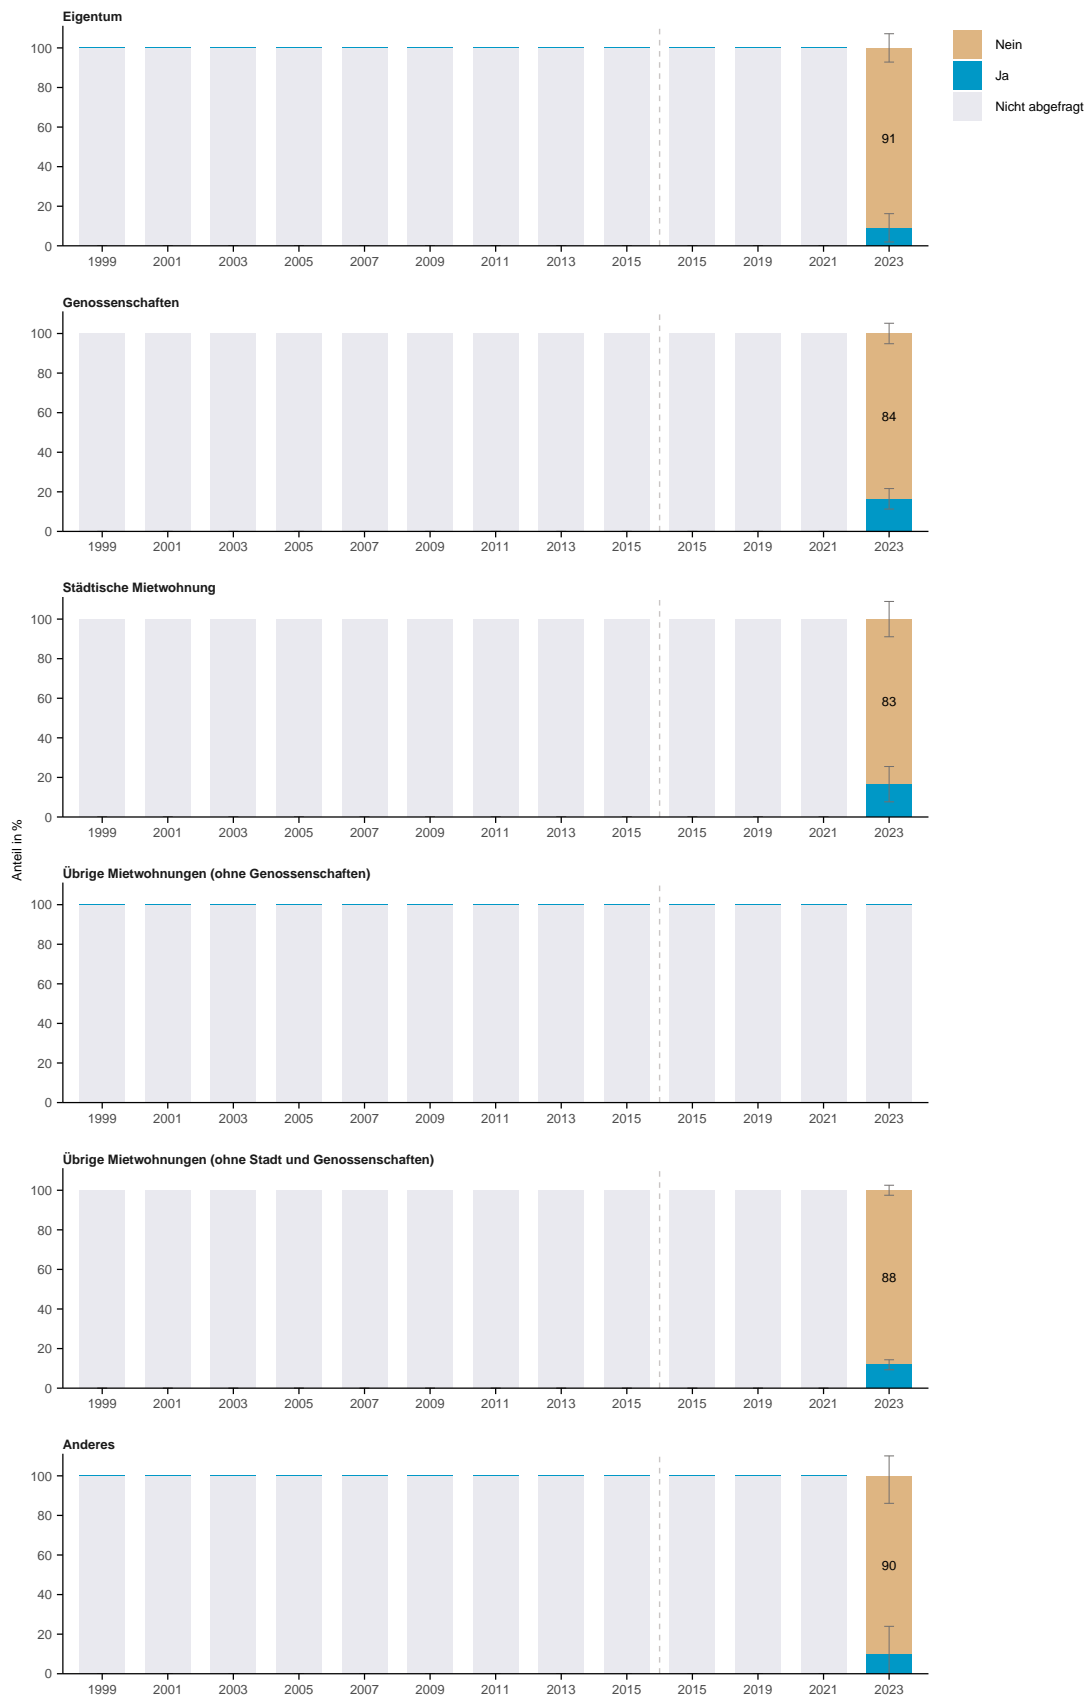 Eigentum
100
80
60
40
20
0
91
1999 2001 2003 2005 2007 2009 2011 2013 2015 2015 2019 2021 2023
Nein
Ja
Nicht abgefragt
Genossenschaften
100
80
60
40
20
0
84
1999 2001 2003 2005 2007 2009 2011 2013 2015 2015 2019 2021 2023
Städtische Mietwohnung
100
80
60
40
20
0
83
1999 2001 2003 2005 2007 2009 2011 2013 2015 2015 2019 2021 2023
Anteil in %
Übrige Mietwohnungen (ohne Genossenschaften)
100
80
60
40
20
0
1999 2001 2003 2005 2007 2009 2011 2013 2015 2015 2019 2021 2023
Übrige Mietwohnungen (ohne Stadt und Genossenschaften)
100
80
60
40
20
0
88
1999 2001 2003 2005 2007 2009 2011 2013 2015 2015 2019 2021 2023
Anderes
100
80
60
40
20
0
90
1999 2001 2003 2005 2007 2009 2011 2013 2015 2015 2019 2021 2023